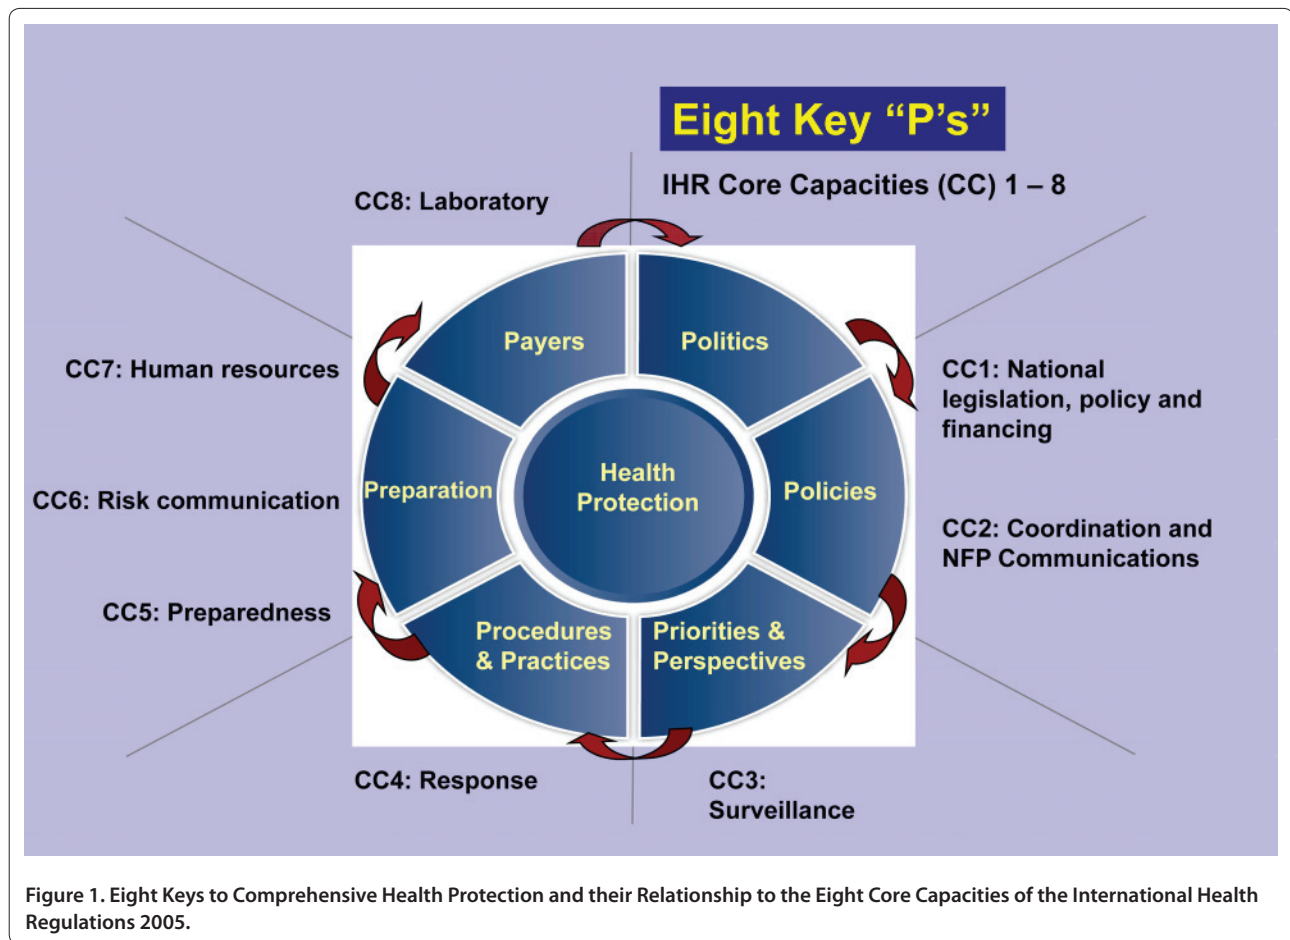 Eight Key “P’s”
IHR Core Capacities (CC) 1 – 8
CC8: Laboratory
Payers
Politics
CC7: Human resources
CC1: National
legislation, policy and
financing
Health
Protection
Preparation
Policies
CC6: Risk communication
CC2: Coordination and
NFP Communications
CC5: Preparedness
Procedures
& Practices
Priorities &
Perspectives
CC4: Response
CC3:
Surveillance
Figure 1. Eight Keys to Comprehensive Health Protection and their Relationship to the Eight Core Capacities of the International Health
Regulations 2005.